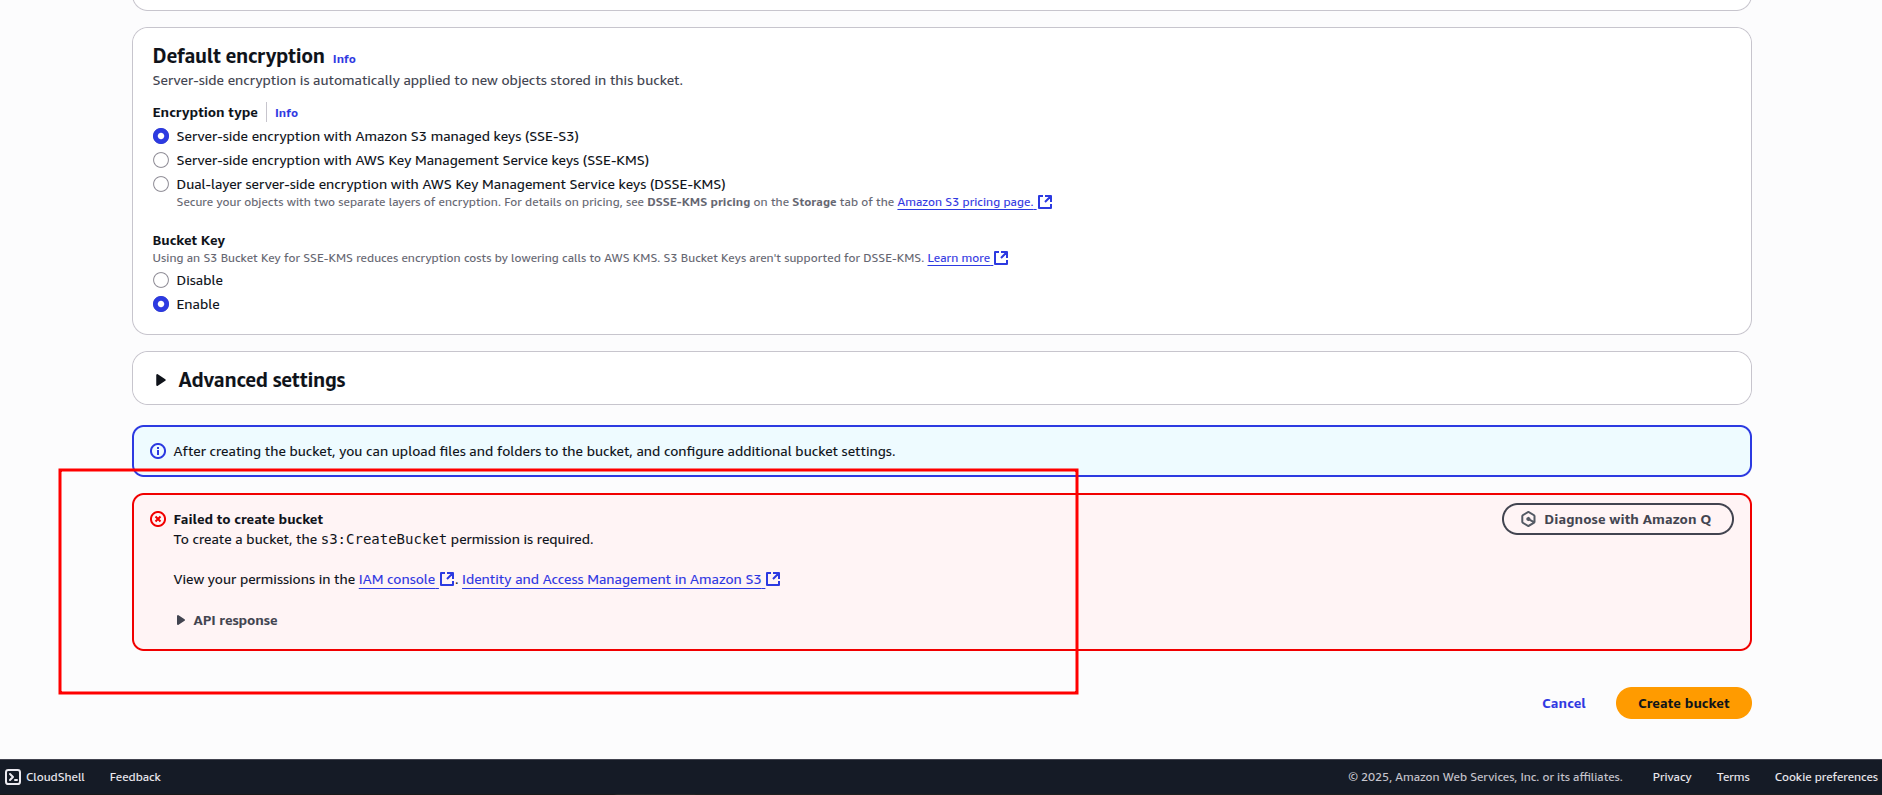 Default encryption Info
Server-side encryption is automatically applied to new objects stored in this bucket.
Encryption type Info
Server-side encryption with Amazon S3 managed keys (SSE-S3)
Server-side encryption with AWS Key Management Service keys (SSE-KMS)
Dual-layer server-side encryption with AWS Key Management Service keys (DSSE-KMS)
Secure your objects with two separate layers of encryption. For details on pricing, see DSSE-KMS pricing on the Storage tab of the Amazon S3 pricing page.
Bucket Key
Using an S3 Bucket Key for SSE-KMS reduces encryption costs by lowering calls to AWS KMS. S3 Bucket Keys aren't supported for DSSE-KMS. Learn more
Disable
Enable
Advanced settings
After creating the bucket, you can upload files and folders to the bucket, and configure additional bucket settings.
Failed to create bucket
Diagnose with Amazon Q
To create a bucket, the s3:CreateBucket permission is required.
View your permissions in the IAM console. Identity and Access Management in Amazon S3
API response
Cancel
Create bucket
CloudShell Feedback © 2025, Amazon Web Services, Inc. or its affiliates. Privacy Terms Cookie preferences